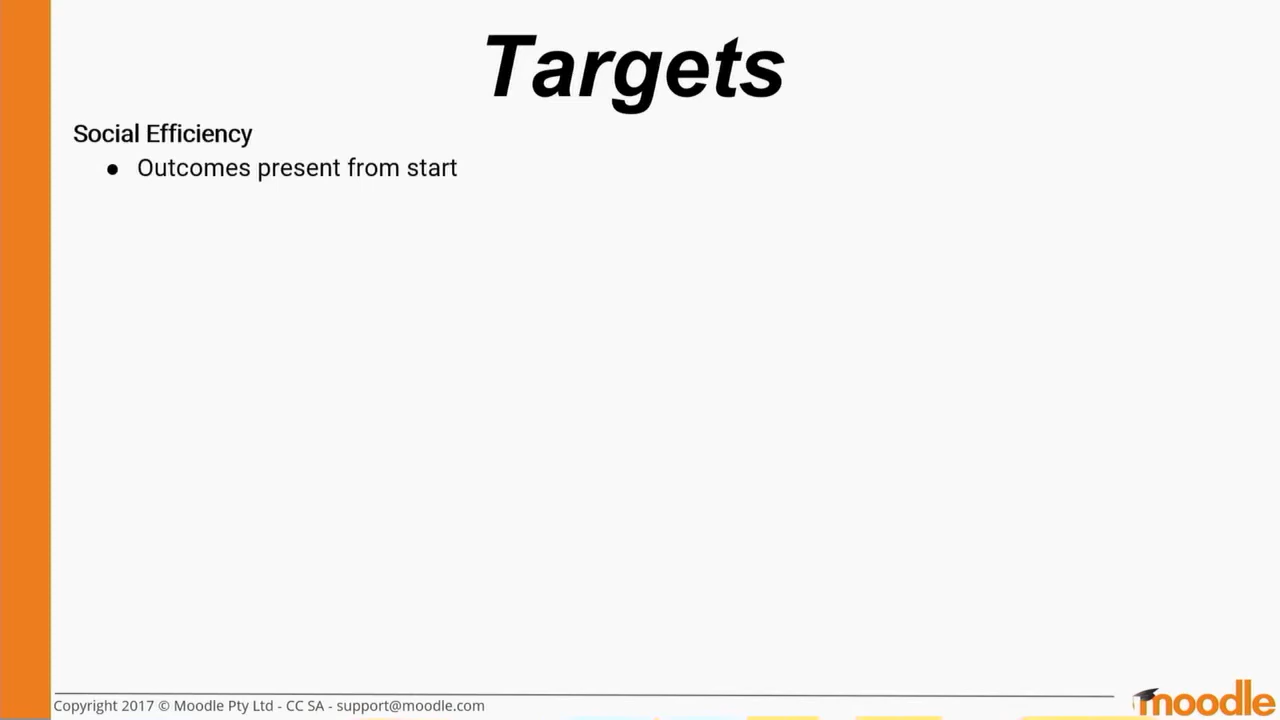 Targets
Social Efficiency
● Outcomes present from start
Copyright 2017 © Moodle Pty Ltd - CC SA - support@moodle.com
moodle